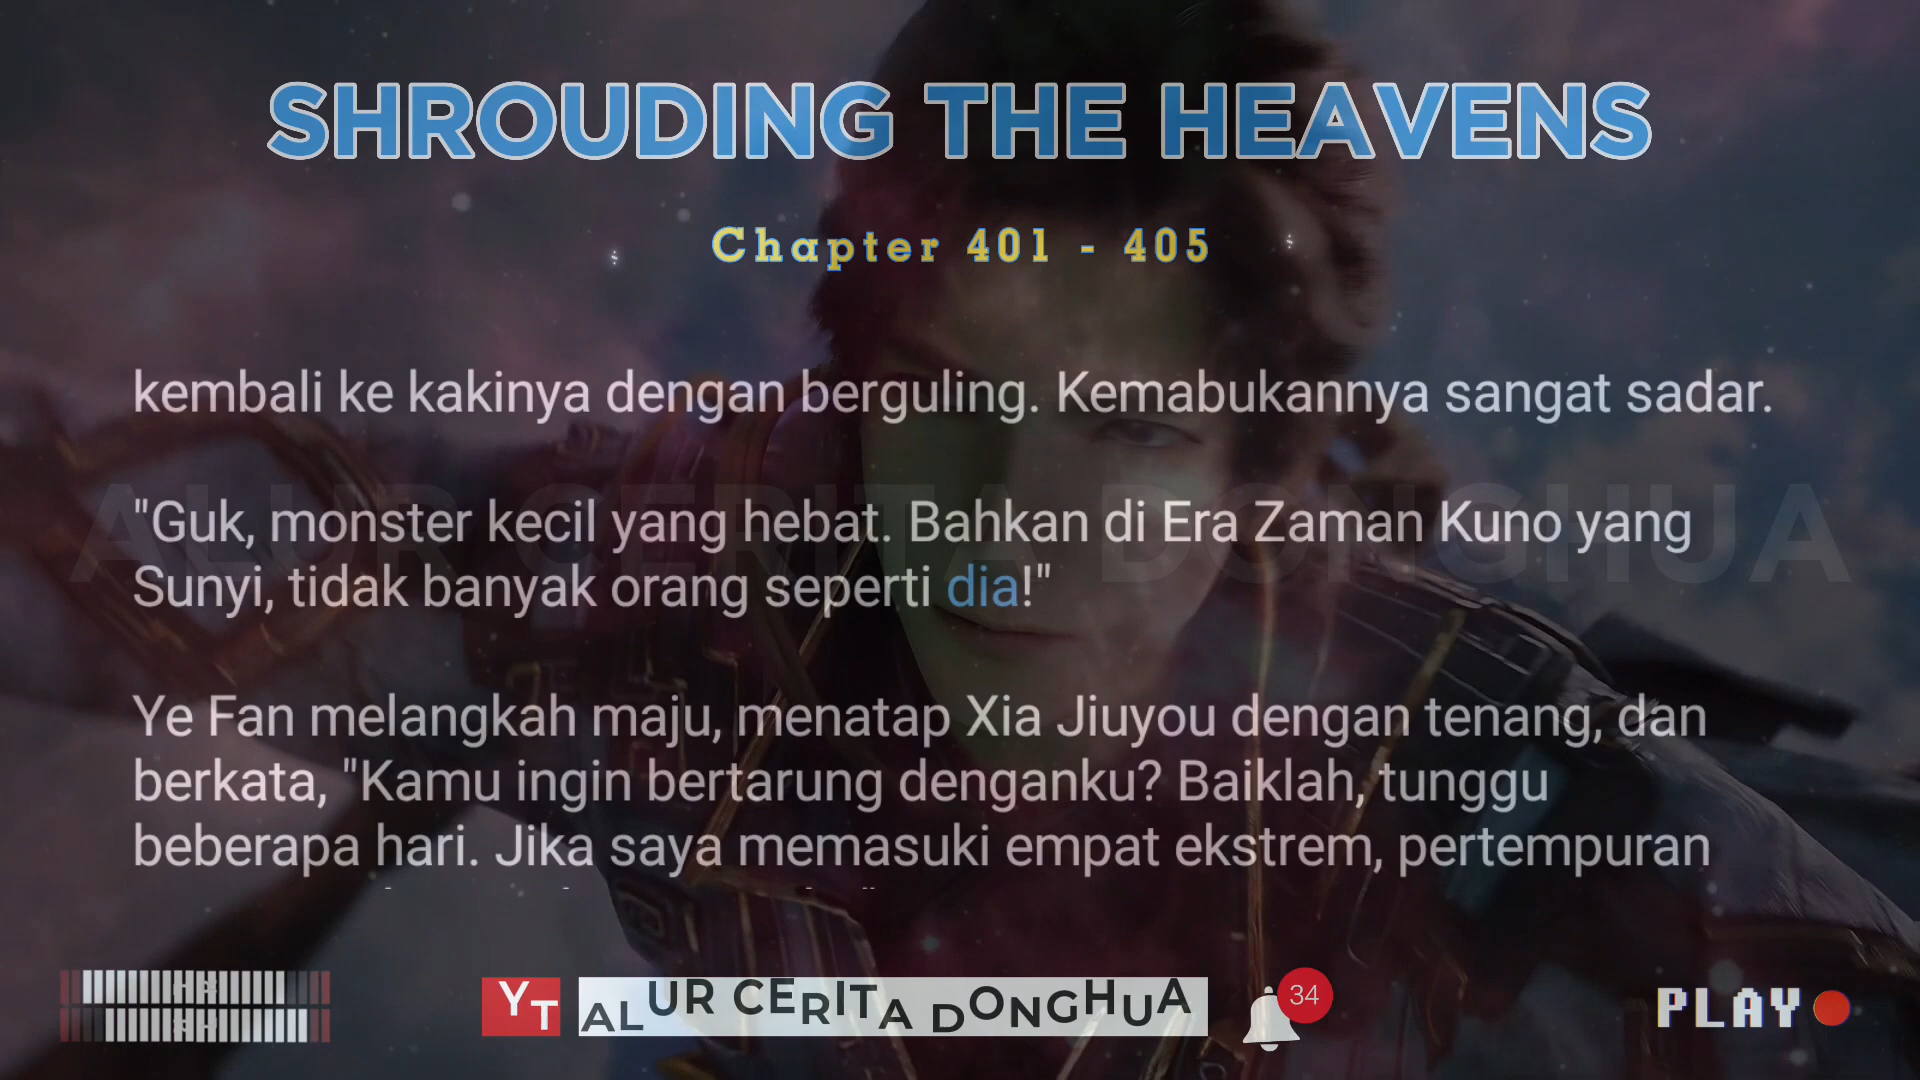 SHROUDING THE HEAVENS
Chapter 401 - 405
kembali ke kakinya dengan berguling. Kemabukannya sangat sadar.
"Guk, monster kecil yang hebat. Bahkan di Era Zaman Kuno yang
Sunyi, tidak banyak orang seperti dia!"
ALUR CERITA DONGHUA
Ye Fan melangkah maju, menatap Xia Jiuyou dengan tenang, dan
berkata, "Kamu ingin bertarung denganku? Baiklah, tunggu
beberapa hari. Jika saya memasuki empat ekstrem, pertempuran
YT ALUR CERITA DONGHUA
34
PLAY